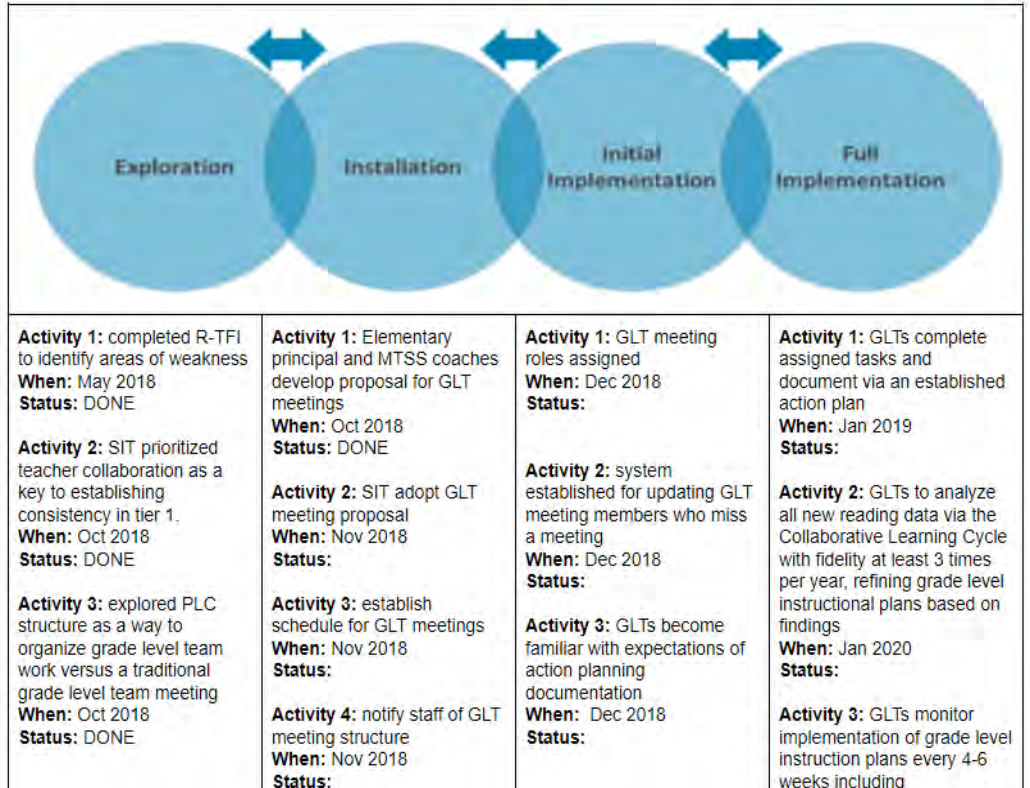 Exploration
Installation
Initial
Implementation
Full
Implementation
Activity 1: completed R-TFI
to identify areas of weakness
When: May 2018
Status: DONE
Activity 2: SIT prioritized
teacher collaboration as a
key to establishing
consistency in tier 1.
When: Oct 2018
Status: DONE
Activity 3: explored PLC
structure as a way to
organize grade level team
work versus a traditional
grade level team meeting
When: Oct 2018
Status: DONE
Activity 1: Elementary
principal and MTSS coaches
develop proposal for GLT
meetings
When: Oct 2018
Status: DONE
Activity 2: SIT adopt GLT
meeting proposal
When: Nov 2018
Status:
Activity 3: establish
schedule for GLT meetings
When: Nov 2018
Status:
Activity 4: notify staff of GLT
meeting structure
When: Nov 2018
Status:
Activity 1: GLT meeting
roles assigned
When: Dec 2018
Status:
Activity 2: system
established for updating GLT
meeting members who miss
a meeting
When: Dec 2018
Status:
Activity 3: GLTs become
familiar with expectations of
action planning
documentation
When: Dec 2018
Status:
Activity 1: GLTs complete
assigned tasks and
document via an established
action plan
When: Jan 2019
Status:
Activity 2: GLTs to analyze
all new reading data via the
Collaborative Learning Cycle
with fidelity at least 3 times
per year, refining grade level
instructional plans based on
findings
When: Jan 2020
Status:
Activity 3: GLTs monitor
implementation of grade level
instruction plans every 4-6
weeks including